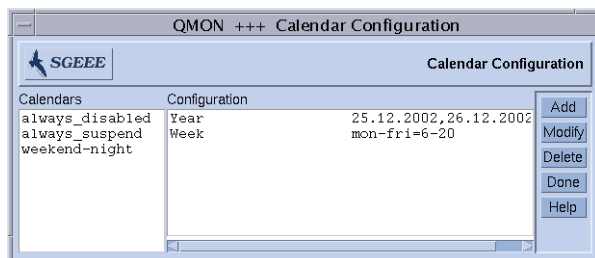 QMON +++ Calendar Configuration
SGEEE
Calendar Configuration
Calendars
Configuration
always_disabled
always_suspend
weekend-night
Year 25.12.2002,26.12.2002
Week mon-fri=6-20
Add
Modify
Delete
Done
Help